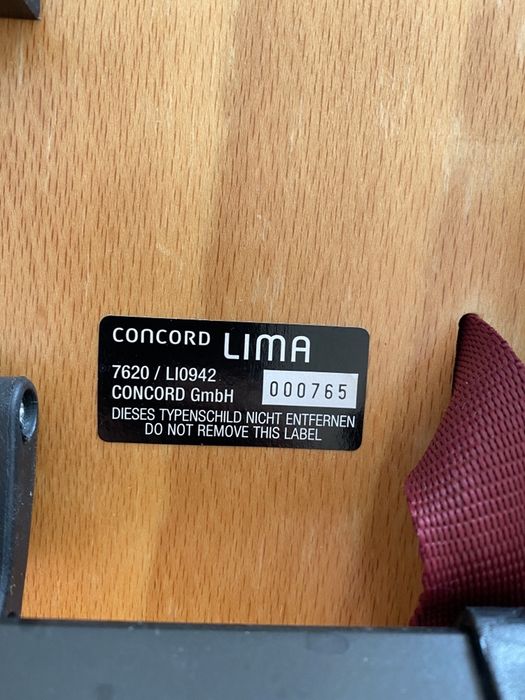 CONCORD LIMA
7620 / LI0942
CONCORD GmbH 000765
DIESES TYPENSCHILD NICHT ENTFERNEN
DO NOT REMOVE THIS LABEL